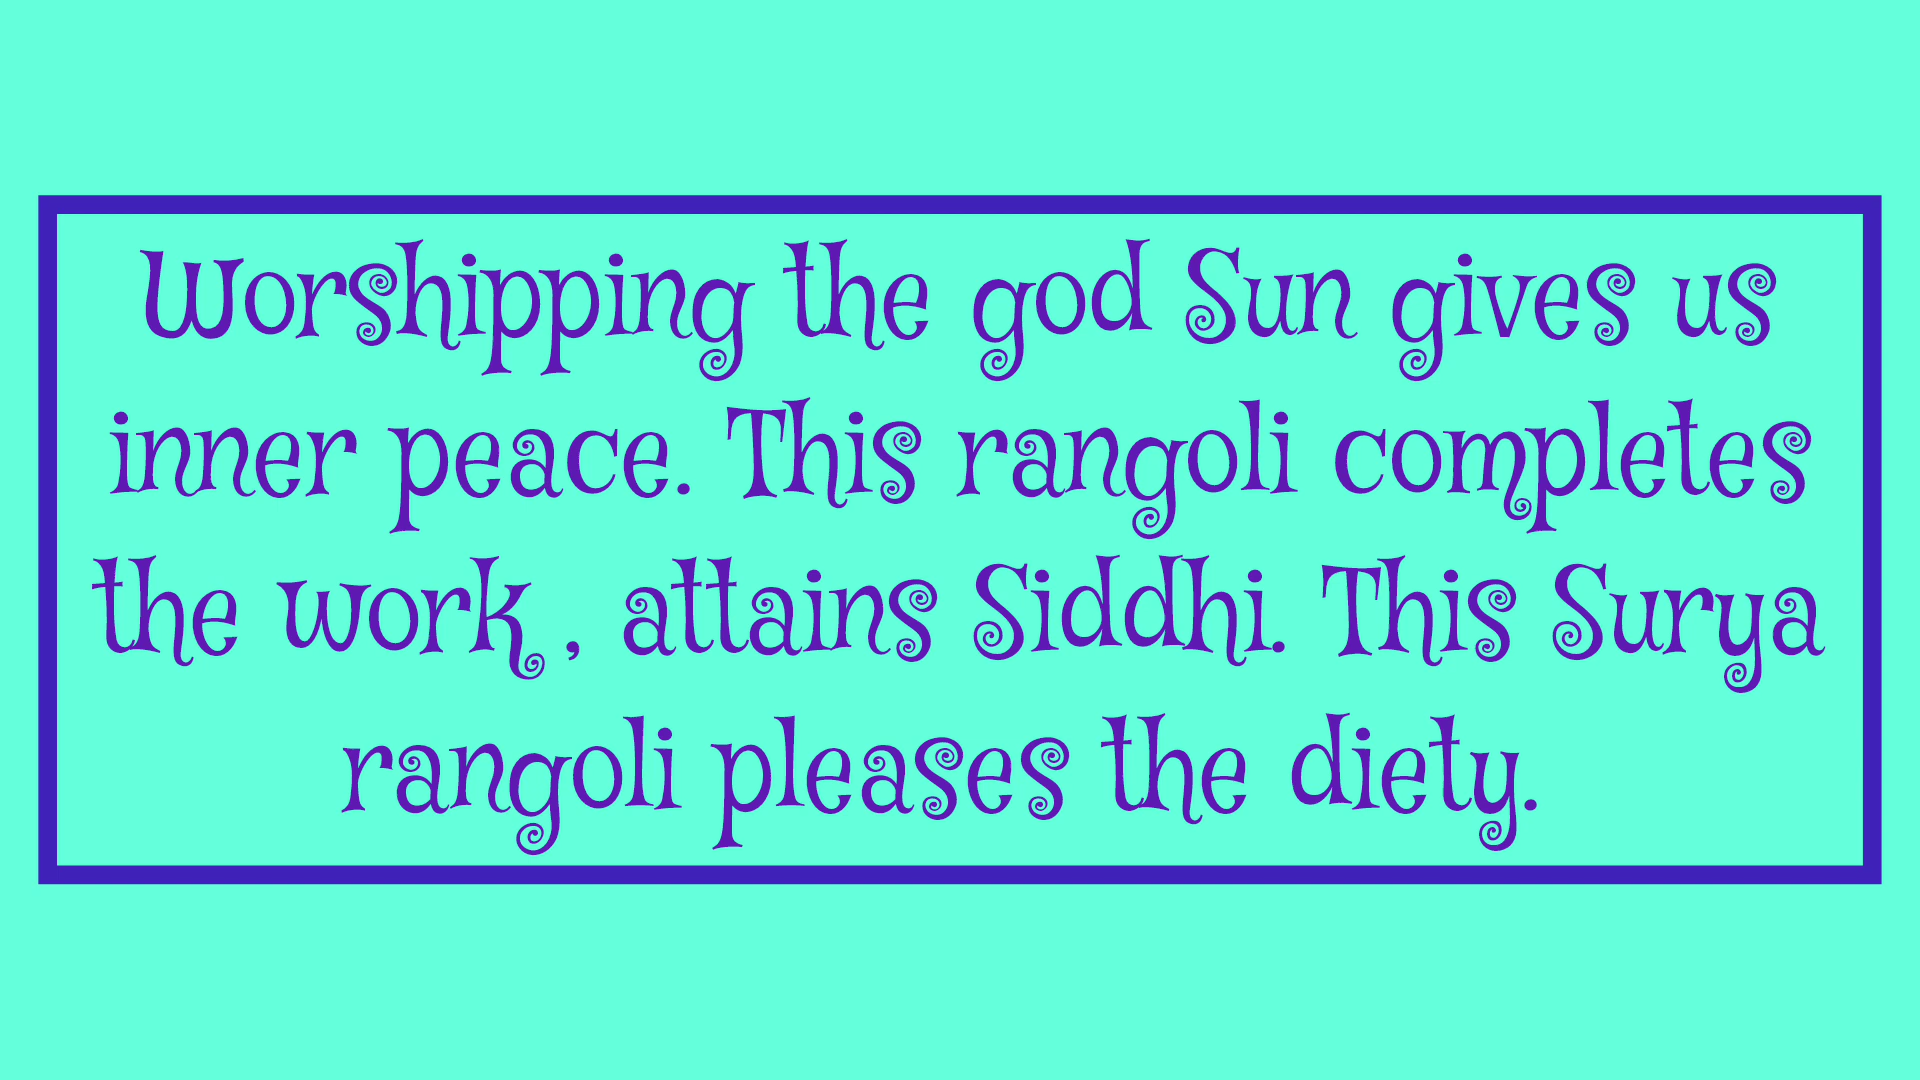 Worshipping the god Sun gives us
inner peace. This rangoli completes
the work , attains Siddhi. This Surya
rangoli pleases the diety.